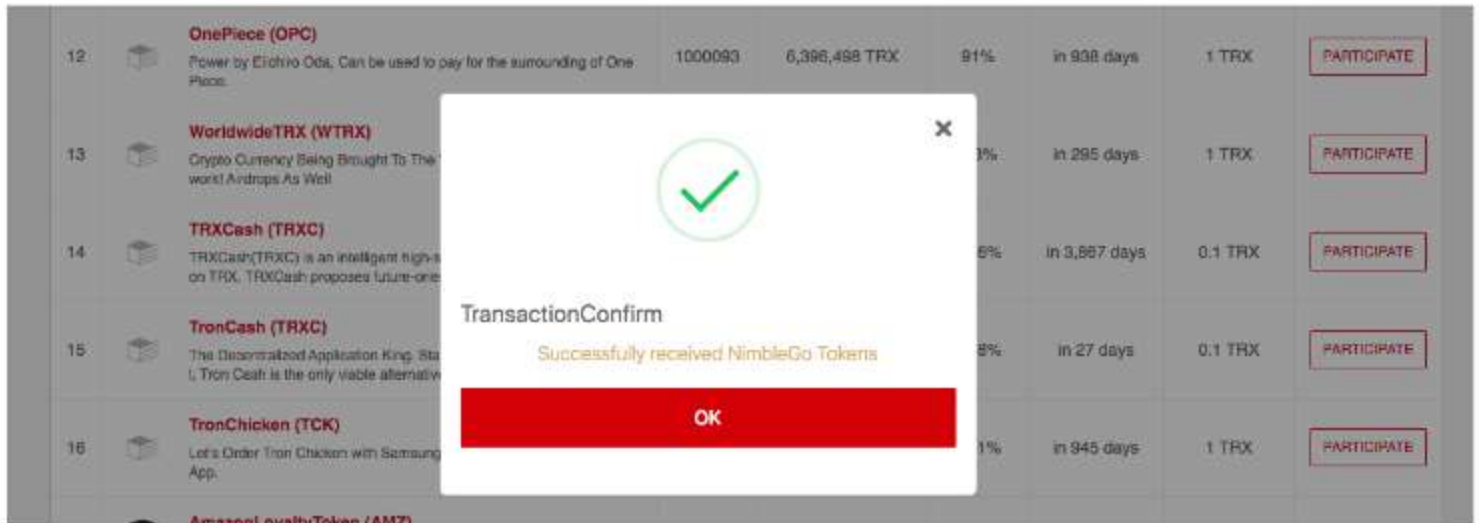 OnePiece (OPC)
12 Power by Eiichiro Oda, Can be used to pay for the surrounding of One 1000093 6,396,498 TRX 91% in 938 days 1 TRX PARTICIPATE
Piece.
WorldwideTRX (WTRX)
13 Crypto Currency Being Brought To The in 295 days 1 TRX PARTICIPATE
work! Airdrops As Well
TRXCash (TRXC)
14 TRXCash(TRXC) is an intelligent high-s 6% in 3,867 days 0.1 TRX PARTICIPATE
on TRX. TRXCash proposes future-orie
TransactionConfirm
TronCash (TRXC)
15 The Decentralized Application King. Sta Successfully received NimbleGo Tokens 8% in 27 days 0.1 TRX PARTICIPATE
t. Tron Cash is the only viable alternativ
OK
TronChicken (TCK)
16 Let's Order Tron Chicken with Samsung 1% in 945 days 1 TRX PARTICIPATE
App.
AmazonLoyaltyToken (AMZ)